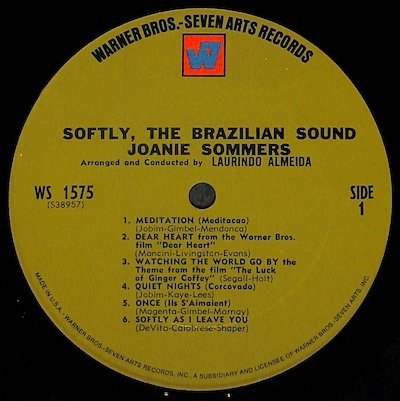 WARNER BROS.-SEVEN ARTS RECORDS
W7
SOFTLY, THE BRAZILIAN SOUND
JOANIE SOMMERS
Arranged and Conducted by LAURINDO ALMEIDA
WS 1575
(S38957)
SIDE
1
1. MEDITATION (Meditacao)
(Jobim-Gimbel-Mendonca)
2. DEAR HEART from the Warner Bros.
film "Dear Heart"
(Mancini-Livingsten-Evans)
3. WATCHING THE WORLD GO BY the
Theme from the film "The Luck
of Ginger Coffey" (Segall-Holt)
4. QUIET NIGHTS (Corcovado)
(Jobim-Kaye-Lees)
5. ONCE (Ils S'Aimaient)
(Magenta-Gimbel-Marnay)
6. SOFTLY AS I LEAVE YOU
(DeVita-Calabrese-Shaper)
MADE IN U.S.A. • WARNER BROS.-SEVEN ARTS RECORDS, INC., A SUBSIDIARY AND LICENSEE OF WARNER BROS.-SEVEN ARTS, INC.